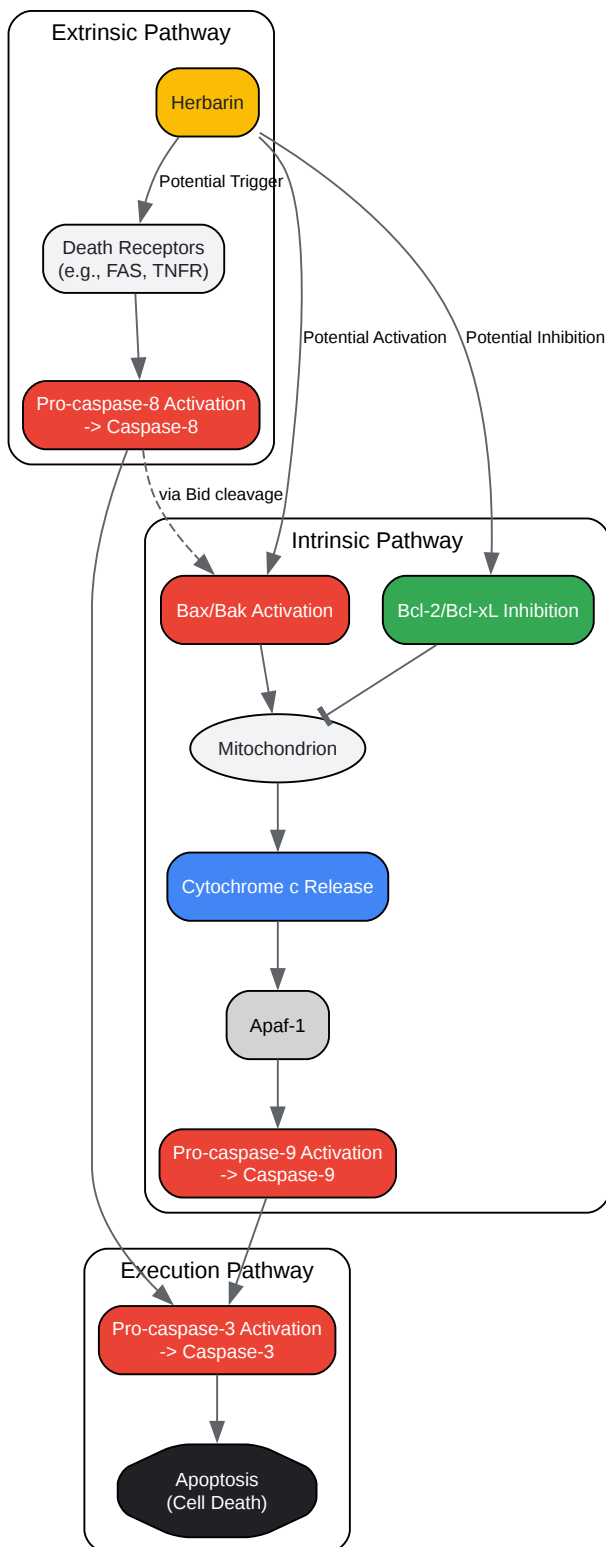 Extrinsic Pathway
Herbarin
Potential Trigger
Death Receptors
(e.g., FAS, TNFR)
Potential Activation
Potential Inhibition
Pro-caspase-8 Activation
-> Caspase-8
via Bid cleavage
Intrinsic Pathway
Bax/Bak Activation
Bcl-2/Bcl-xL Inhibition
Mitochondrion
Cytochrome c Release
Apaf-1
Pro-caspase-9 Activation
-> Caspase-9
Execution Pathway
Pro-caspase-3 Activation
-> Caspase-3
Apoptosis
(Cell Death)